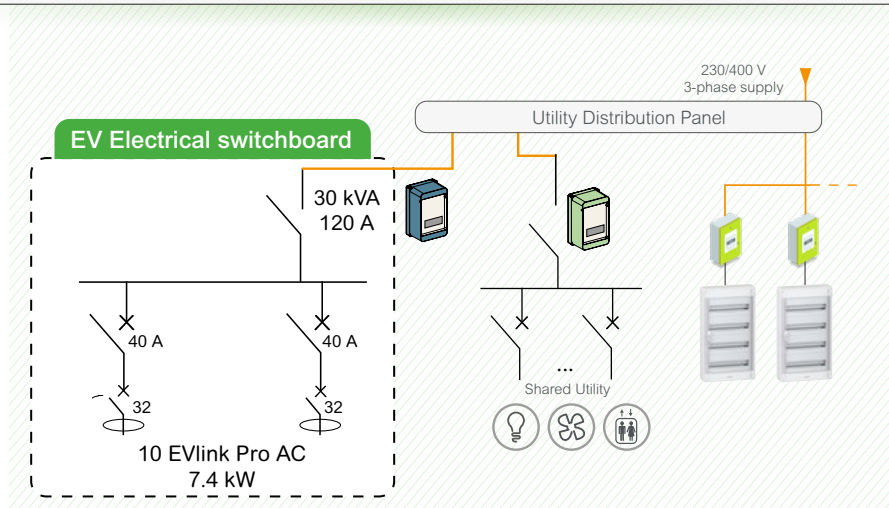 230/400 V
3-phase supply
Utility Distribution Panel
EV Electrical switchboard
30 kVA
120 A
40 A
40 A
...
Shared Utility
32
32
10 EVlink Pro AC
7.4 kW